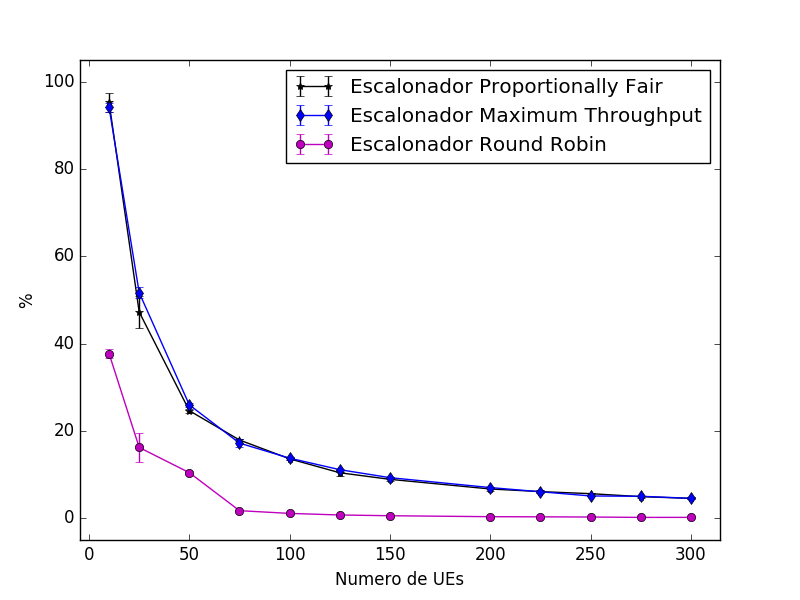 Escalonador Proportionally Fair
Escalonador Maximum Throughput
Escalonador Round Robin
100
80
60
40
20
0
%
0 50 100 150 200 250 300
Numero de UEs